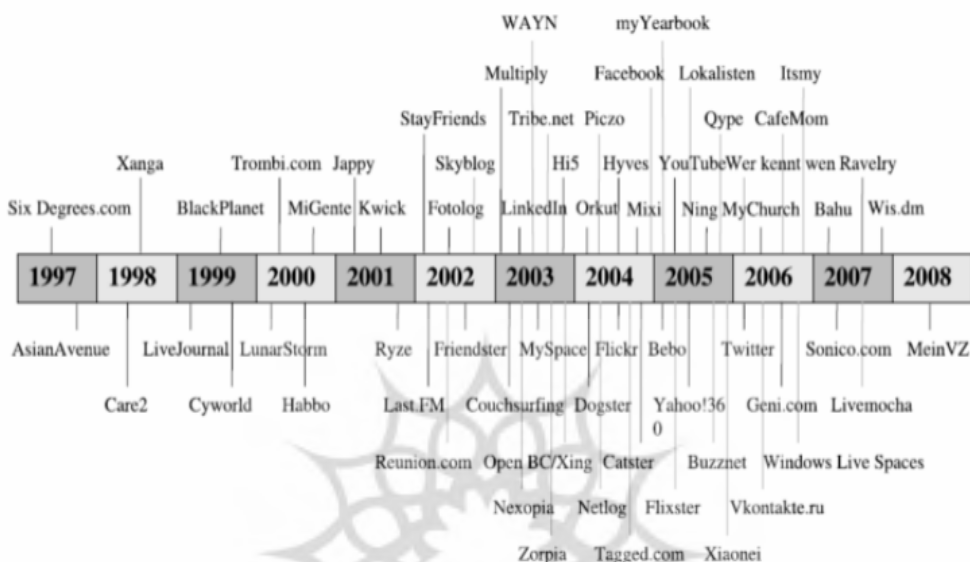 WAYN myYearbook
Multiply Facebook Lokalisten Itsmy
StayFriends Tribe.net Piczo Qype CafeMom
Xanga Trombi.com Jappy Skyblog Hi5 Hyves YouTube Wer kennt wen Ravelry
Six Degrees.com BlackPlanet MiGente Kwick Fotolog LinkedIn Orkut Mixi Ning MyChurch Bahu Wis.dm
1997 1998 1999 2000 2001 2002 2003 2004 2005 2006 2007 2008
AsianAvenue LiveJournal LunarStorm Ryze Friendster MySpace Flickr Bebo Twitter Sonico.com MeinVZ
Care2 Cyworld Habbo Last.FM Couchsurfing Dogster Yahoo!36 Geni.com Livemocha
0
Reunion.com Open BC/Xing Catster Buzznet Windows Live Spaces
Nexopia Netlog Flixster Vkontakte.ru
Zorpia Tagged.com Xiaonei